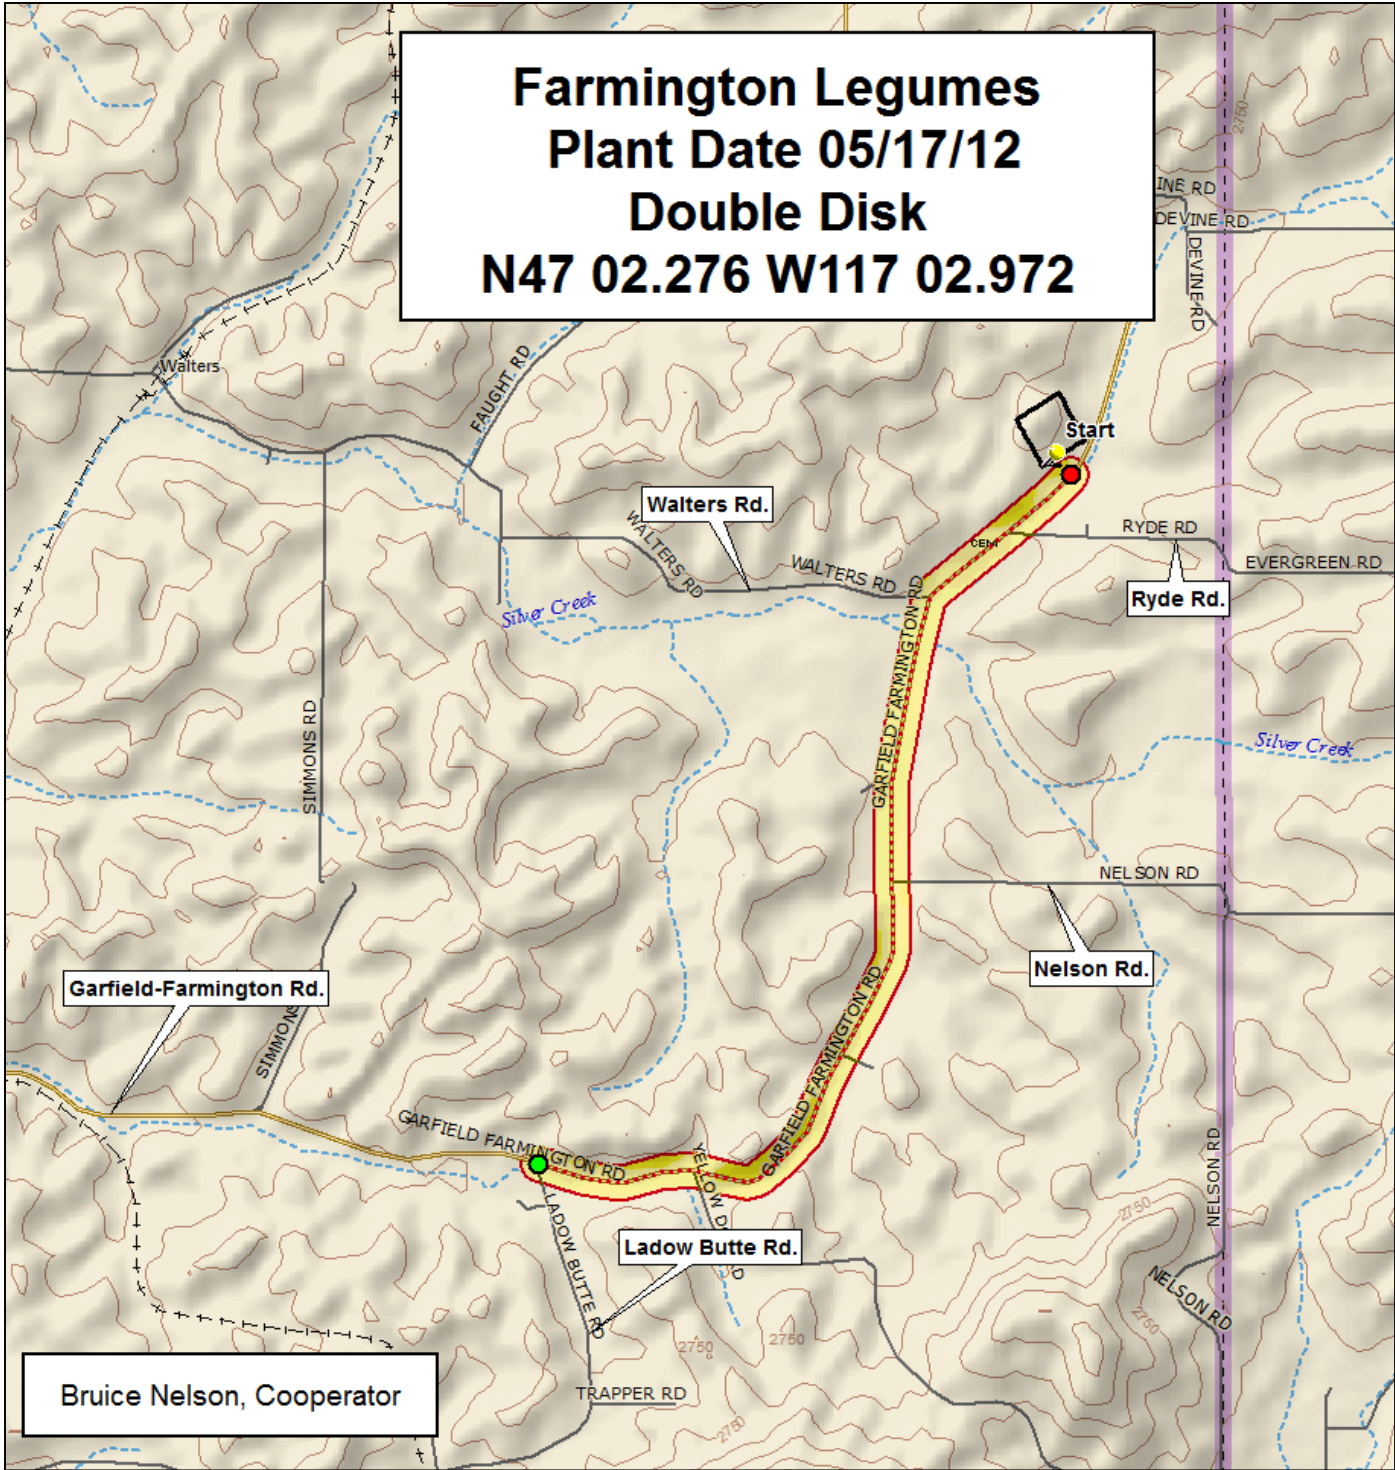 Farmington Legumes
Plant Date 05/17/12
Double Disk
N47 02.276 W117 02.972
2750
INE RD
DEVINE RD
DEVINE RD
Walters
FAUGHT RD
Start
Walters Rd.
WALTERS RD
WALTERS RD
CEM
RYDE RD
EVERGREEN RD
Ryde Rd.
Silver Creek
GARFIELD FARMINGTON RD
SIMMONS RD
Silver Creek
NELSON RD
Nelson Rd.
Garfield-Farmington Rd.
SIMMONS
GARFIELD FARMINGTON RD
GARFIELD FARMINGTON RD
YELLOW D
RD
NELSON RD
2750
LADOW BUTTE RD
Ladow Butte Rd.
NELSON RD
2750
2750
2750
Bruice Nelson, Cooperator
TRAPPER RD
2750